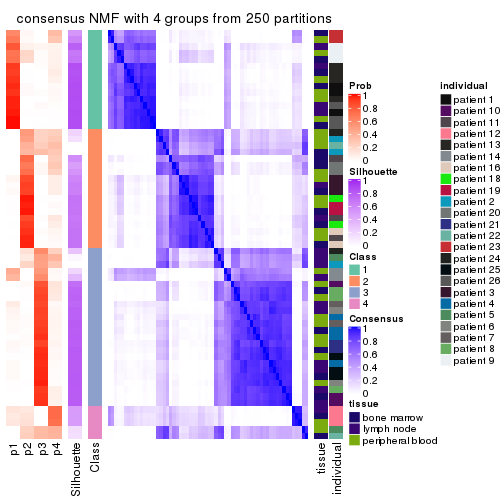 consensus NMF with 4 groups from 250 partitions
p1
p2
p3
p4
Silhouette
Class
tissue
individual
Prob
1
0.8
0.6
0.4
0.2
0
Silhouette
1
0.8
0.6
0.4
0.2
0
Class
1
2
3
4
Consensus
1
0.8
0.6
0.4
0.2
0
tissue
bone marrow
lymph node
peripheral blood
individual
patient 1
patient 10
patient 11
patient 12
patient 13
patient 14
patient 16
patient 18
patient 19
patient 2
patient 20
patient 21
patient 22
patient 23
patient 24
patient 25
patient 26
patient 3
patient 4
patient 5
patient 6
patient 7
patient 8
patient 9